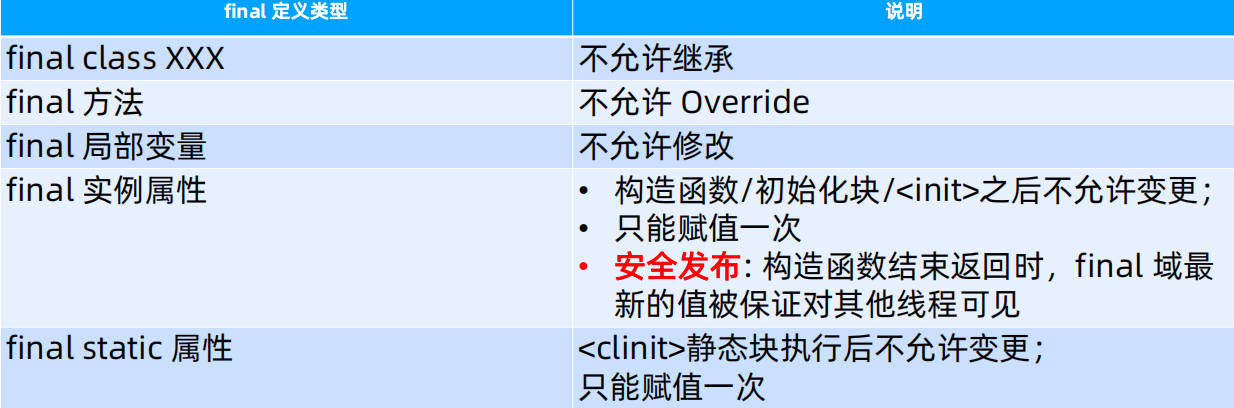 final 定义类型
说明
final class XXX
不允许继承
final 方法
不允许 Override
final 局部变量
不允许修改
final 实例属性
• 构造函数/初始化块/<init>之后不允许变更；
• 只能赋值一次
• 安全发布: 构造函数结束返回时，final 域最
新的值被保证对其他线程可见
final static 属性
<clinit>静态块执行后不允许变更；
只能赋值一次